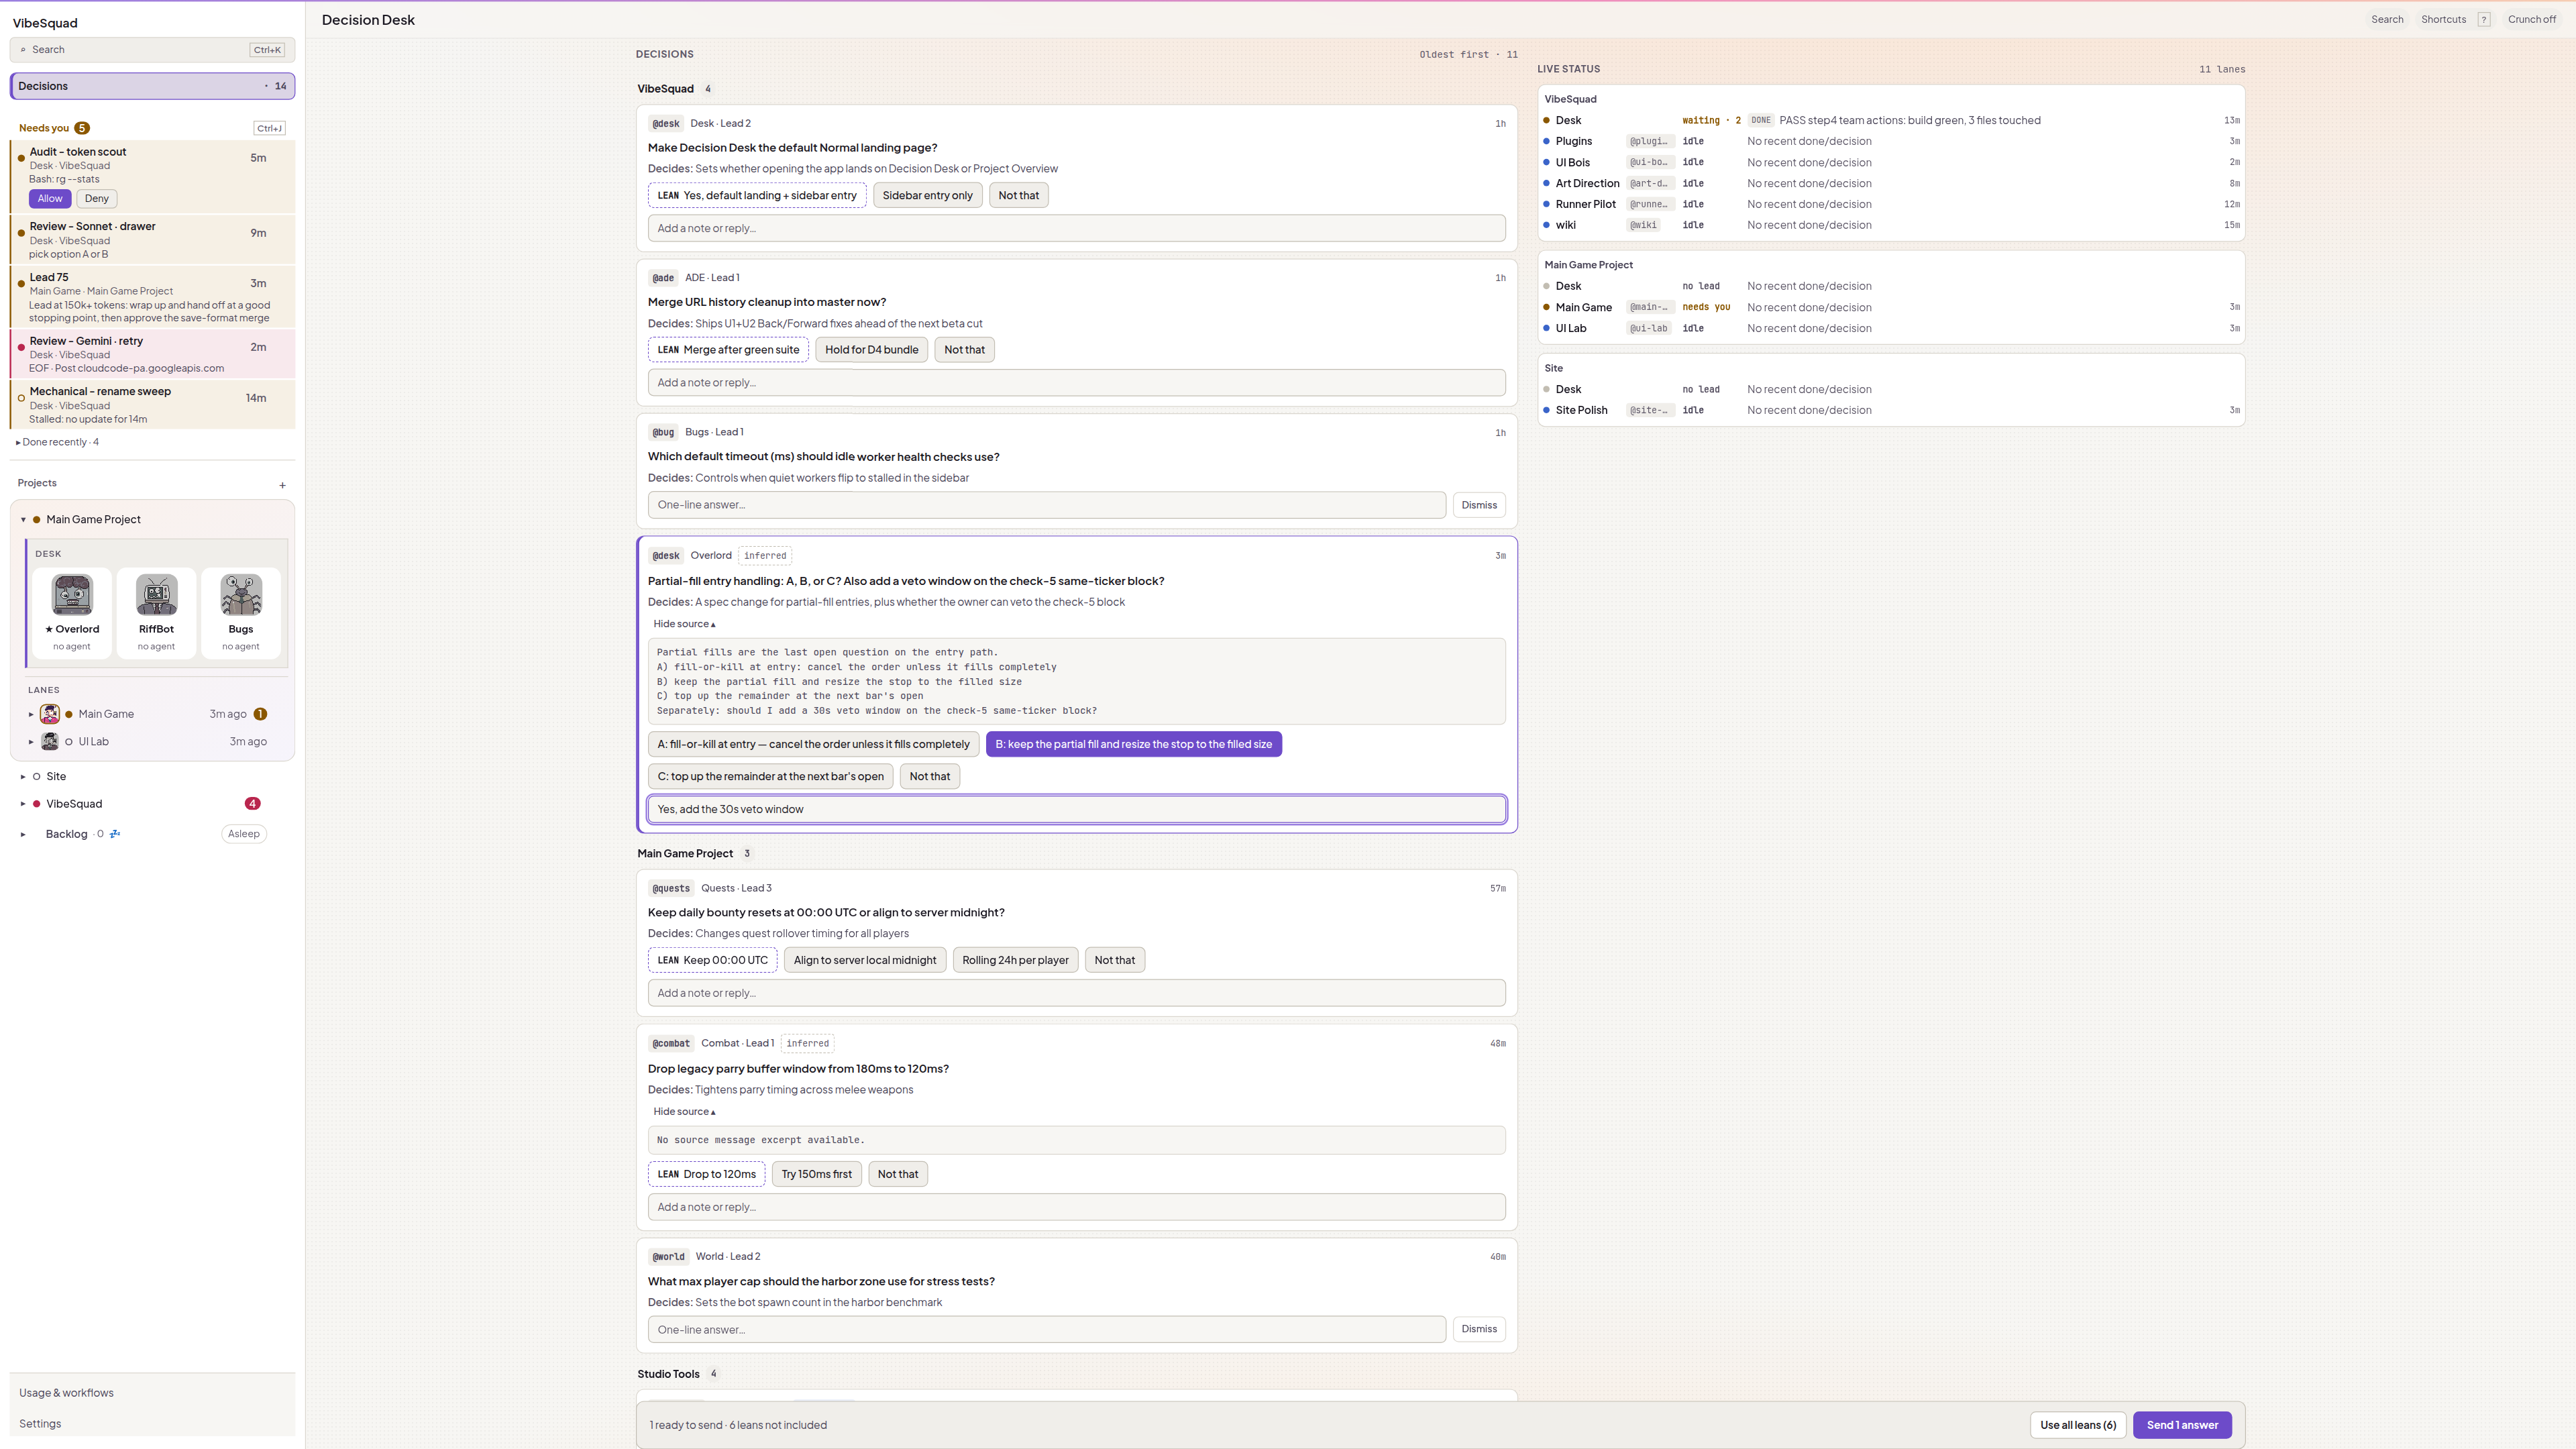 VibeSquad
Search Ctrl+K
Decisions · 14
Needs you 5 Ctrl+J
Audit - token scout 5m
Desk · VibeSquad
Bash: rg --stats
Allow Deny
Review - Sonnet · drawer 9m
Desk · VibeSquad
pick option A or B
Lead 75 3m
Main Game · Main Game Project
Lead at 150k+ tokens: wrap up and hand off at a good
stopping point, then approve the save-format merge
Review - Gemini · retry 2m
Desk · VibeSquad
EOF · Post cloudcode-pa.googleapis.com
Mechanical - rename sweep 14m
Desk · VibeSquad
Stalled: no update for 14m
▸ Done recently · 4
Projects +
▾ Main Game Project
DESK
★ Overlord RiffBot Bugs
no agent no agent no agent
LANES
▸ Main Game 3m ago 1
▸ UI Lab 3m ago
▸ Site
▸ VibeSquad 4
▸ Backlog · 0 💤 Asleep
Usage & workflows
Settings
Decision Desk Search Shortcuts ? Crunch off
DECISIONS Oldest first · 11
VibeSquad 4
@desk Desk · Lead 2 1h
Make Decision Desk the default Normal landing page?
Decides: Sets whether opening the app lands on Decision Desk or Project Overview
LEAN Yes, default landing + sidebar entry Sidebar entry only Not that
Add a note or reply…
@ade ADE · Lead 1 1h
Merge URL history cleanup into master now?
Decides: Ships U1+U2 Back/Forward fixes ahead of the next beta cut
LEAN Merge after green suite Hold for D4 bundle Not that
Add a note or reply…
@bug Bugs · Lead 1 1h
Which default timeout (ms) should idle worker health checks use?
Decides: Controls when quiet workers flip to stalled in the sidebar
One-line answer… Dismiss
@desk Overlord inferred 3m
Partial-fill entry handling: A, B, or C? Also add a veto window on the check-5 same-ticker block?
Decides: A spec change for partial-fill entries, plus whether the owner can veto the check-5 block
Hide source ▴
Partial fills are the last open question on the entry path.
A) fill-or-kill at entry: cancel the order unless it fills completely
B) keep the partial fill and resize the stop to the filled size
C) top up the remainder at the next bar's open
Separately: should I add a 30s veto window on the check-5 same-ticker block?
A: fill-or-kill at entry — cancel the order unless it fills completely B: keep the partial fill and resize the stop to the filled size
C: top up the remainder at the next bar's open Not that
Yes, add the 30s veto window
Main Game Project 3
@quests Quests · Lead 3 57m
Keep daily bounty resets at 00:00 UTC or align to server midnight?
Decides: Changes quest rollover timing for all players
LEAN Keep 00:00 UTC Align to server local midnight Rolling 24h per player Not that
Add a note or reply…
@combat Combat · Lead 1 inferred 48m
Drop legacy parry buffer window from 180ms to 120ms?
Decides: Tightens parry timing across melee weapons
Hide source ▴
No source message excerpt available.
LEAN Drop to 120ms Try 150ms first Not that
Add a note or reply…
@world World · Lead 2 40m
What max player cap should the harbor zone use for stress tests?
Decides: Sets the bot spawn count in the harbor benchmark
One-line answer… Dismiss
Studio Tools 4
1 ready to send · 6 leans not included Use all leans (6) Send 1 answer
LIVE STATUS 11 lanes
VibeSquad
Desk waiting · 2 DONE PASS step4 team actions: build green, 3 files touched 13m
Plugins @plugi… idle No recent done/decision 3m
UI Bois @ui-bo… idle No recent done/decision 2m
Art Direction @art-d… idle No recent done/decision 8m
Runner Pilot @runne… idle No recent done/decision 12m
wiki @wiki idle No recent done/decision 15m
Main Game Project
Desk no lead No recent done/decision
Main Game @main-… needs you No recent done/decision 3m
UI Lab @ui-lab idle No recent done/decision 3m
Site
Desk no lead No recent done/decision
Site Polish @site-… idle No recent done/decision 3m